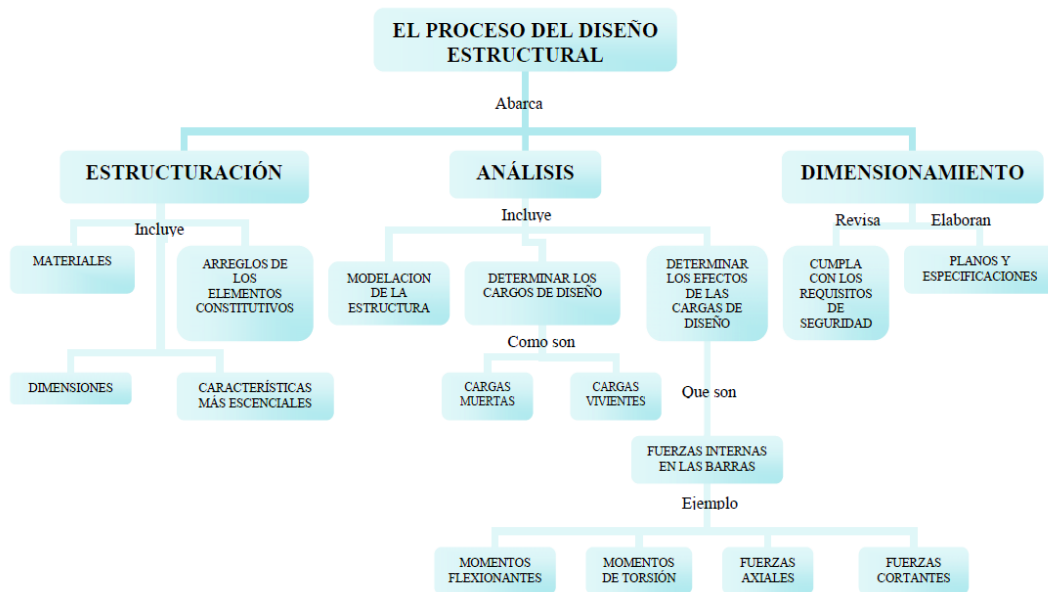 EL PROCESO DEL DISEÑO
ESTRUCTURAL
Abarca
ESTRUCTURACIÓN
ANÁLISIS
DIMENSIONAMIENTO
Incluye
Incluye
Revisa
Elaboran
MATERIALES
ARREGLOS DE
LOS
ELEMENTOS
CONSTITUTIVOS
MODELACION
DE LA
ESTRUCTURA
DETERMINAR LOS
CARGOS DE DISEÑO
DETERMINAR
LOS EFECTOS
DE LAS
CARGAS DE
DISEÑO
CUMPLA
CON LOS
REQUISITOS
DE
SEGURIDAD
PLANOS Y
ESPECIFICACIONES
Como son
DIMENSIONES
CARACTERÍSTICAS
MÁS ESCENCIALES
CARGAS
MUERTAS
CARGAS
VIVIENTES
Que son
FUERZAS INTERNAS
EN LAS BARRAS
Ejemplo
MOMENTOS
FLEXIONANTES
MOMENTOS
DE TORSIÓN
FUERZAS
AXIALES
FUERZAS
CORTANTES